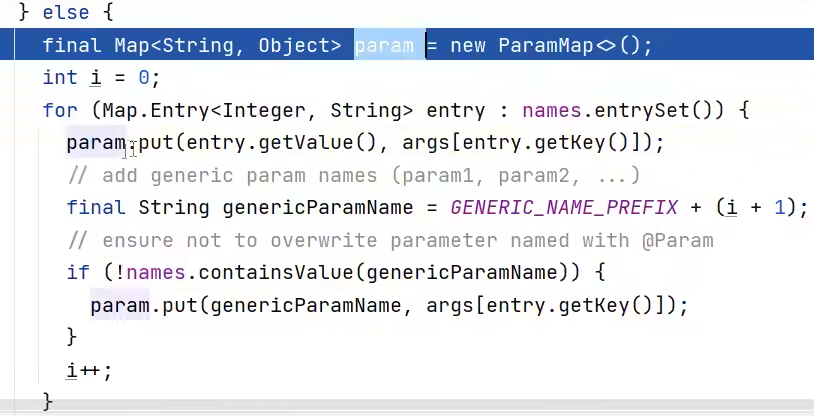 } else {
final Map<String, Object> param = new ParamMap<>();
int i = 0;
for (Map.Entry<Integer, String> entry : names.entrySet()) {
param.put(entry.getValue(), args[entry.getKey()]);
// add generic param names (param1, param2, ...)
final String genericParamName = GENERIC_NAME_PREFIX + (i + 1);
// ensure not to overwrite parameter named with @Param
if (!names.containsValue(genericParamName)) {
param.put(genericParamName, args[entry.getKey()]);
}
i++;
}